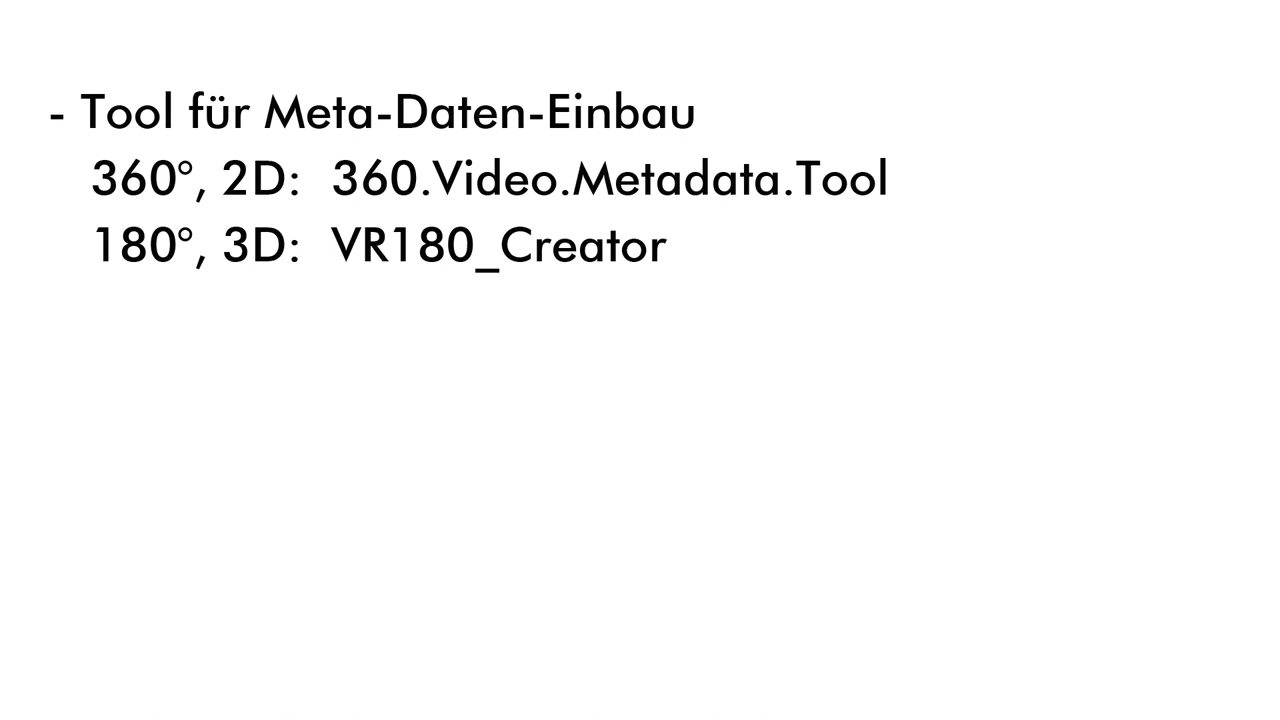 - Tool für Meta-Daten-Einbau
360°, 2D: 360.Video.Metadata.Tool
180°, 3D: VR180_Creator